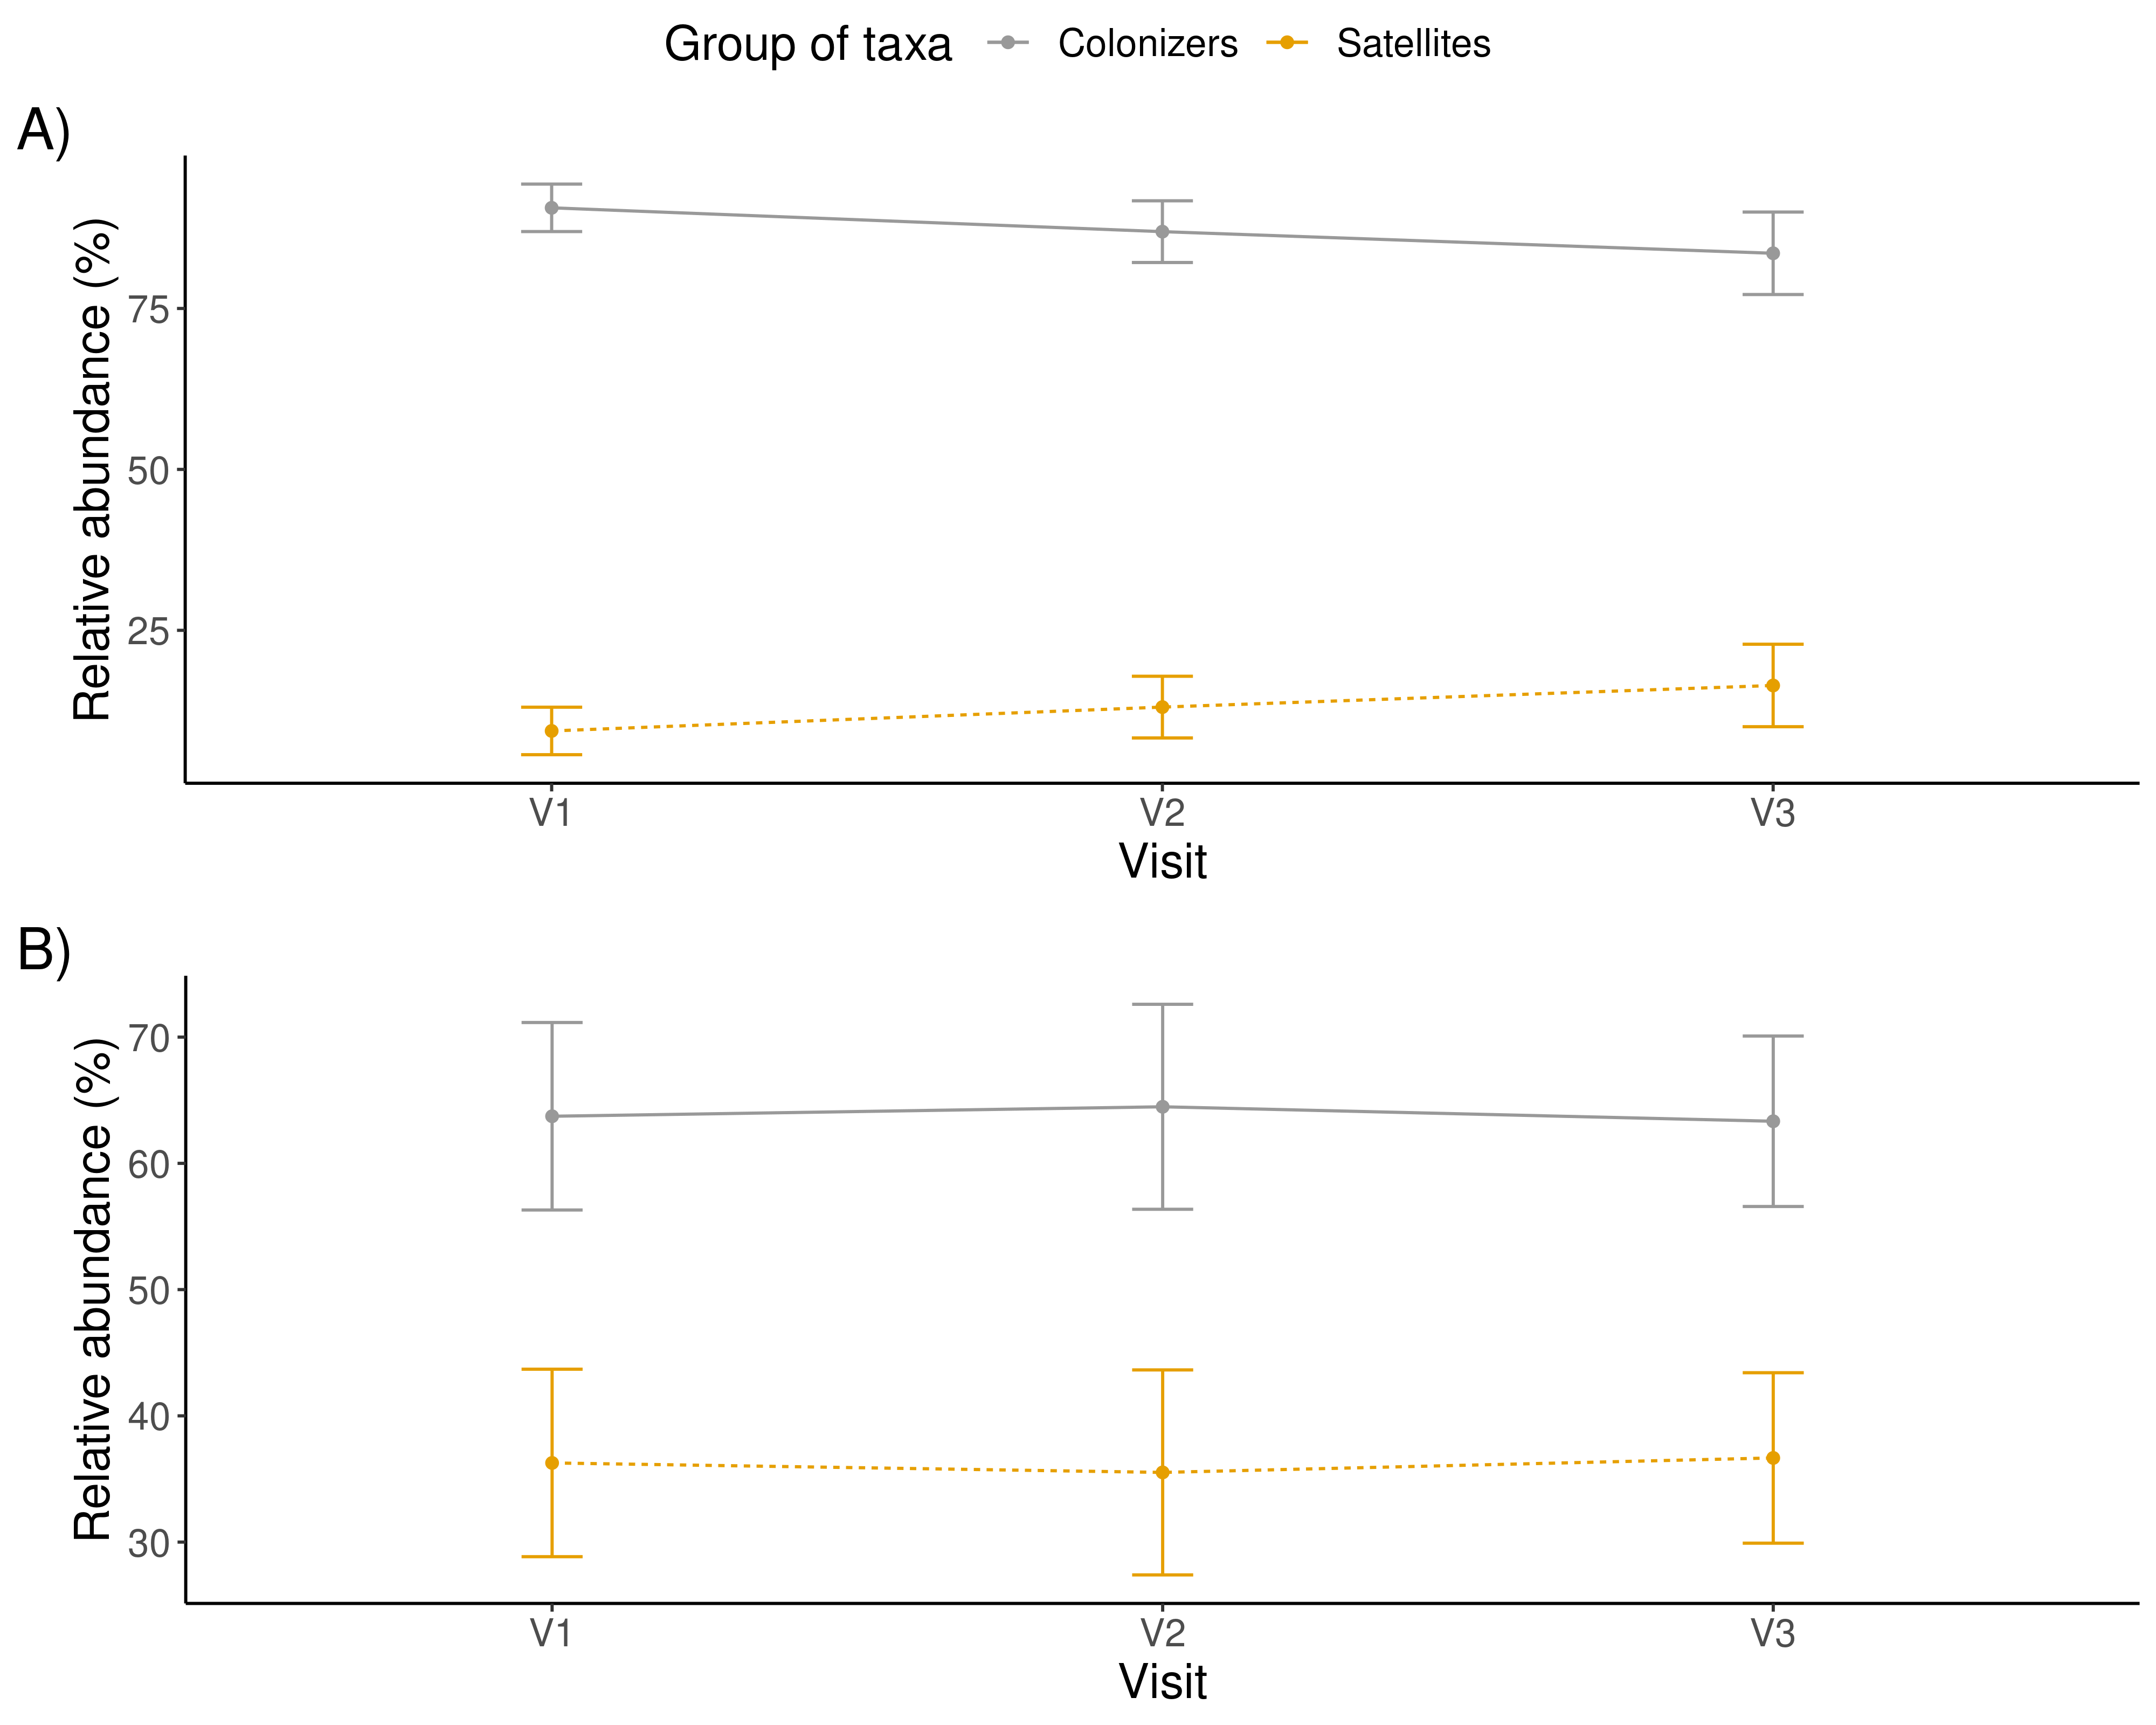 Group of taxa Colonizers Satellites
A)
Relative abundance (%)
75
50
25
V1 V2 V3
Visit
B)
Relative abundance (%)
70
60
50
40
30
V1 V2 V3
Visit